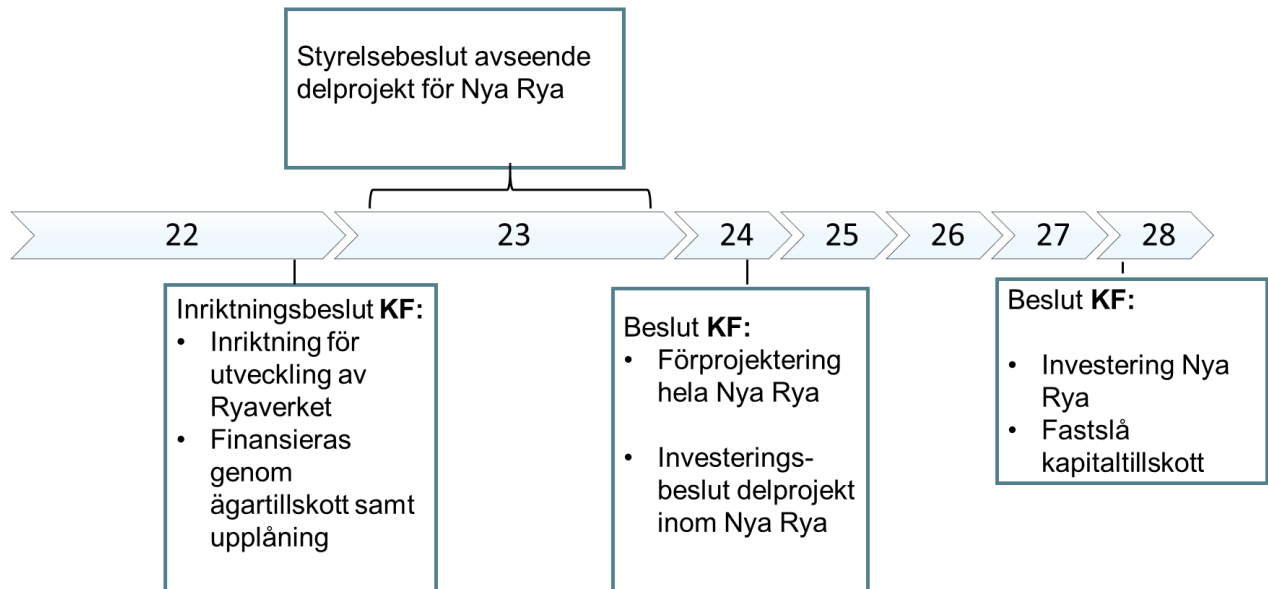 Styrelsebeslut avseende
delprojekt för Nya Rya
22
23
24
25
26
27
28
Inriktningsbeslut KF:
• Inriktning för
utveckling av
Ryaverket
• Finansieras
genom
ägartillskott samt
upplåning
Beslut KF:
• Förprojektering
hela Nya Rya
• Investerings-
beslut delprojekt
inom Nya Rya
Beslut KF:
• Investering Nya
Rya
• Fastslå
kapitaltillskott